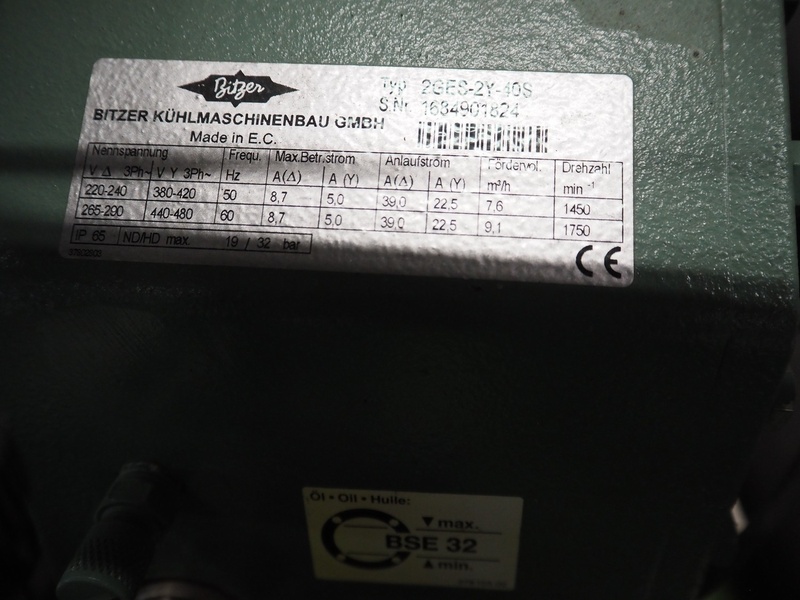 Bitzer
Typ 2GES-2Y-40S
S.Nr. 1684901824
BITZER KÜHLMASCHINENBAU GMBH
Made in E.C.
Nennspannung Frequ. Max.Betr.strom Anlaufstrom Fördervol. Drehzahl
V Δ 3Ph~ V Y 3Ph~ Hz A(Δ) A (Y) A(Δ) A (Y) m³/h min -1
220-240 380-420 50 8,7 5,0 39,0 22,5 7,6 1450
265-290 440-480 60 8,7 5,0 39,0 22,5 9,1 1750
IP 65 ND/HD max. 19 / 32 bar
CE
Öl • Oil • Huile:
▼ max.
BSE 32
▲ min.